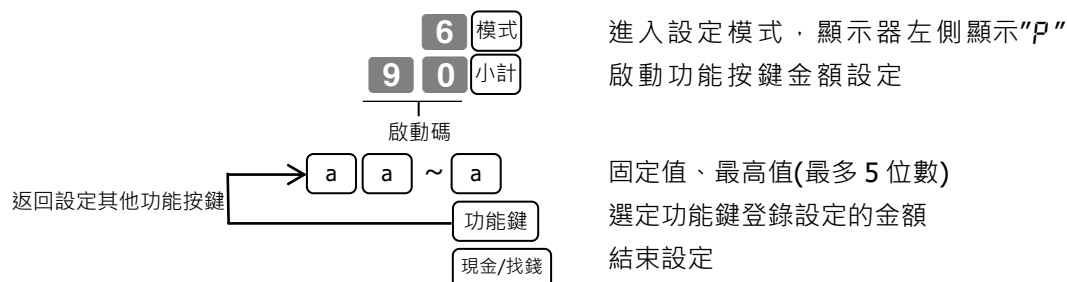 6 模式 進入設定模式，顯示器左側顯示"P"
9 0 小計 啟動功能按鍵金額設定
啟動碼
a a ~ a 固定值、最高值(最多 5 位數)
返回設定其他功能按鍵
功能鍵 選定功能鍵登錄設定的金額
現金/找錢 結束設定